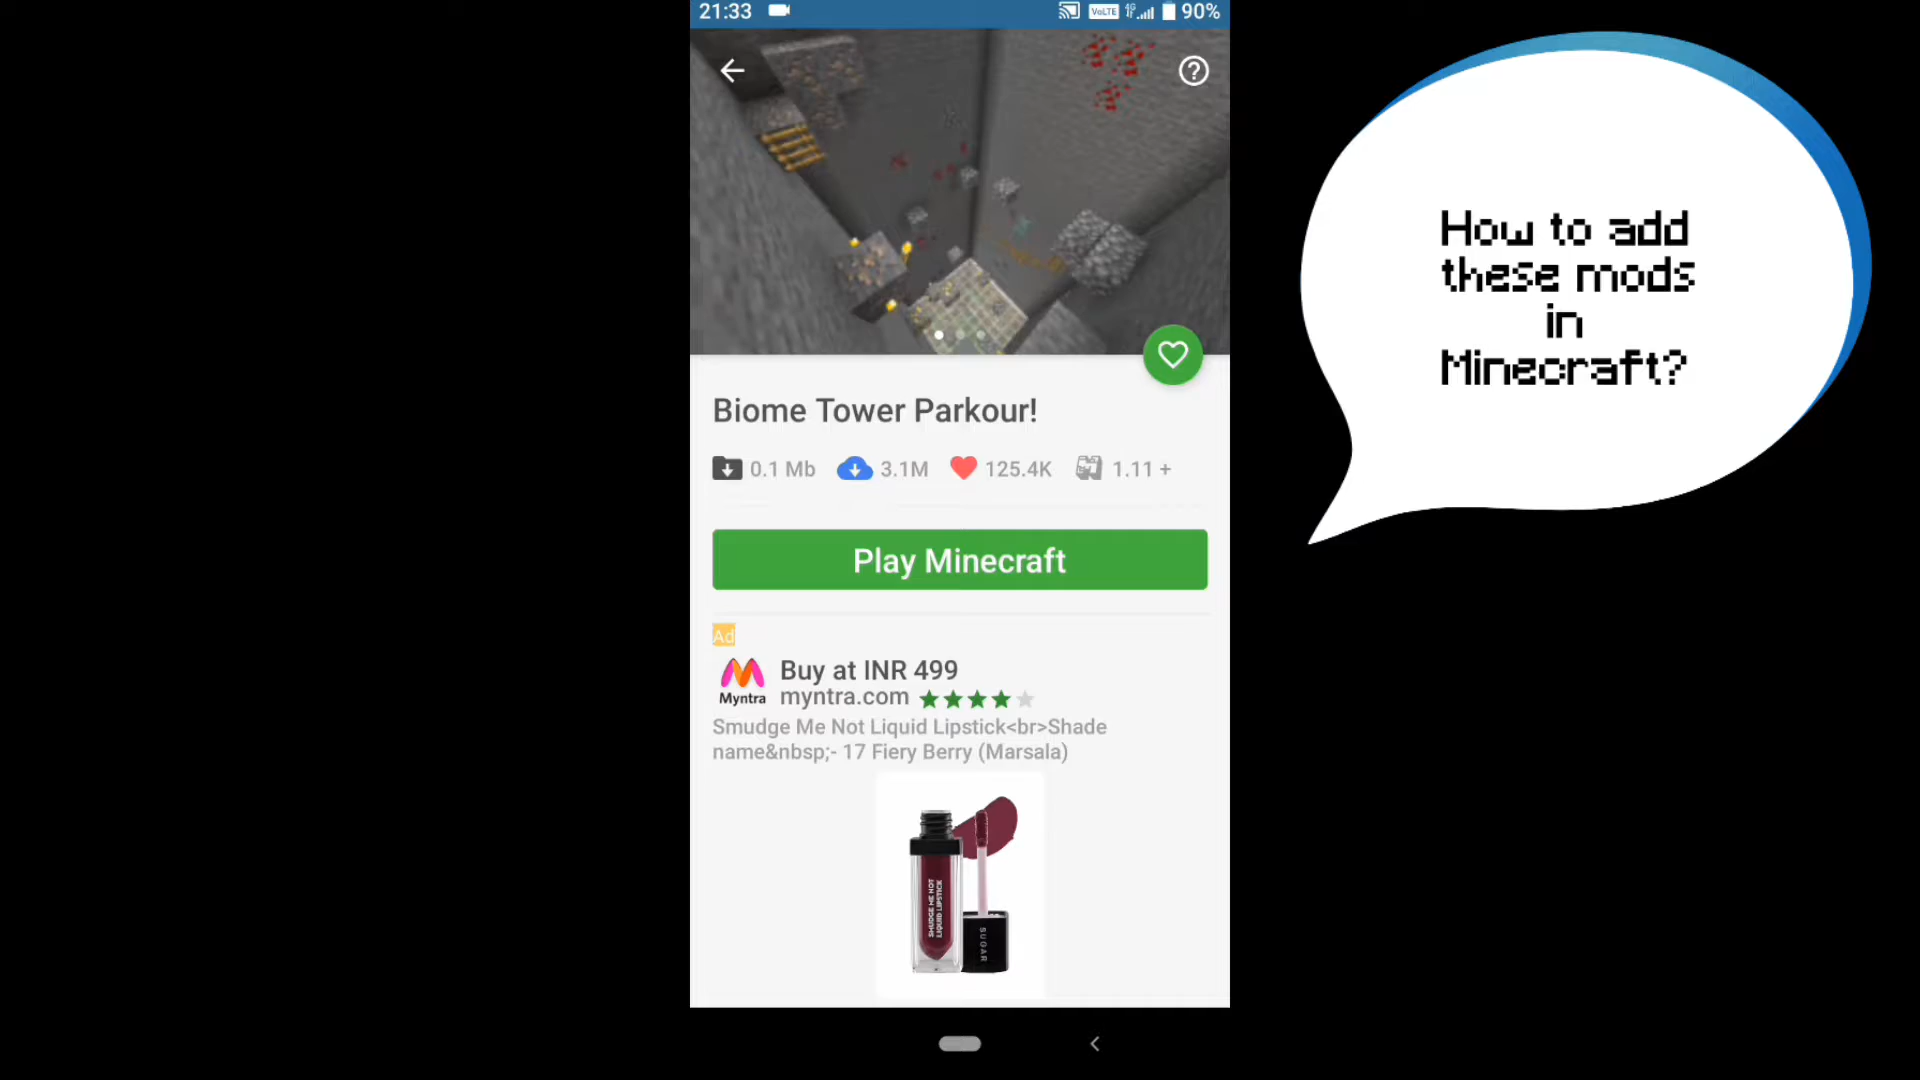 21:33
VoLTE 4G 90%
Biome Tower Parkour!
0.1 Mb 3.1M 125.4K 1.11 +
Play Minecraft
Ad
Myntra
Buy at INR 499
myntra.com
Smudge Me Not Liquid Lipstick<br>Shade
name&nbsp;- 17 Fiery Berry (Marsala)
SMUDGE ME NOT
LIQUID LIPSTICK
SUGAR
How to add
these mods
in
Minecraft?